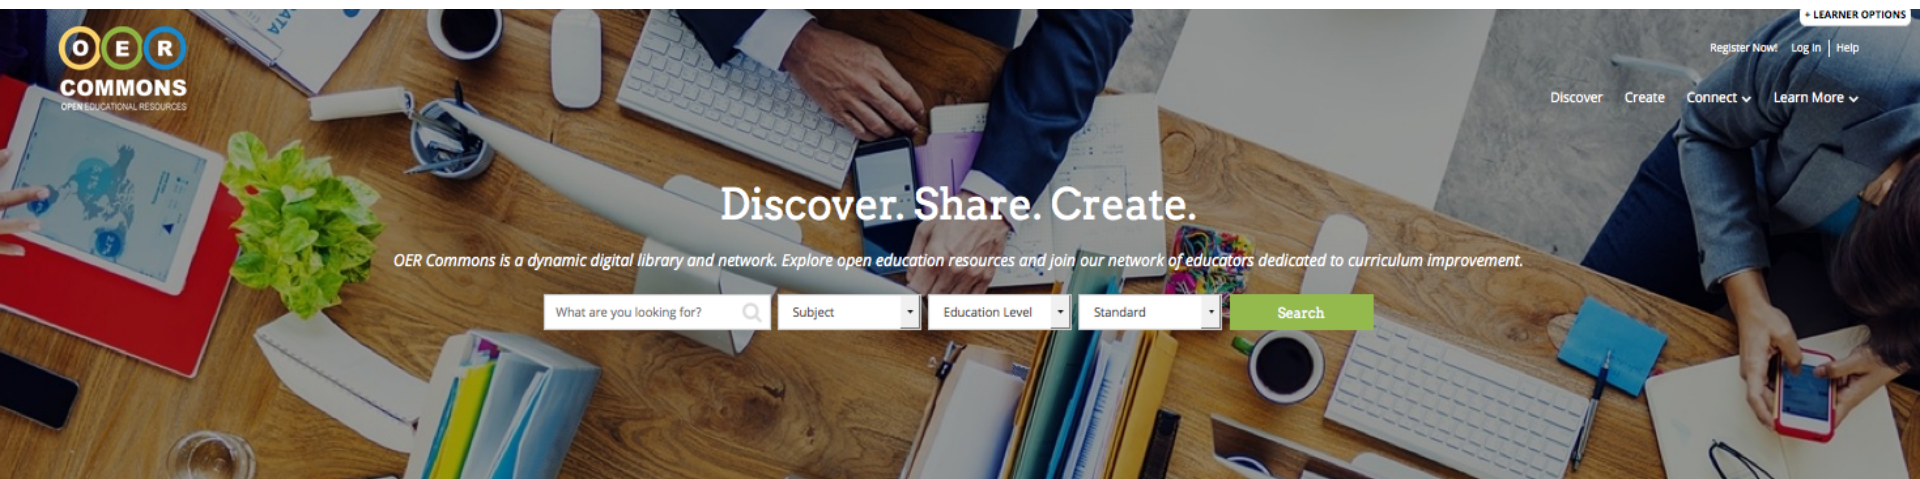 + LEARNER OPTIONS
O E R
COMMONS
OPEN EDUCATIONAL RESOURCES
Register Now! Log In | Help
Discover Create Connect Learn More
DATA
Discover. Share. Create.
OER Commons is a dynamic digital library and network. Explore open education resources and join our network of educators dedicated to curriculum improvement.
What are you looking for? Subject Education Level Standard Search